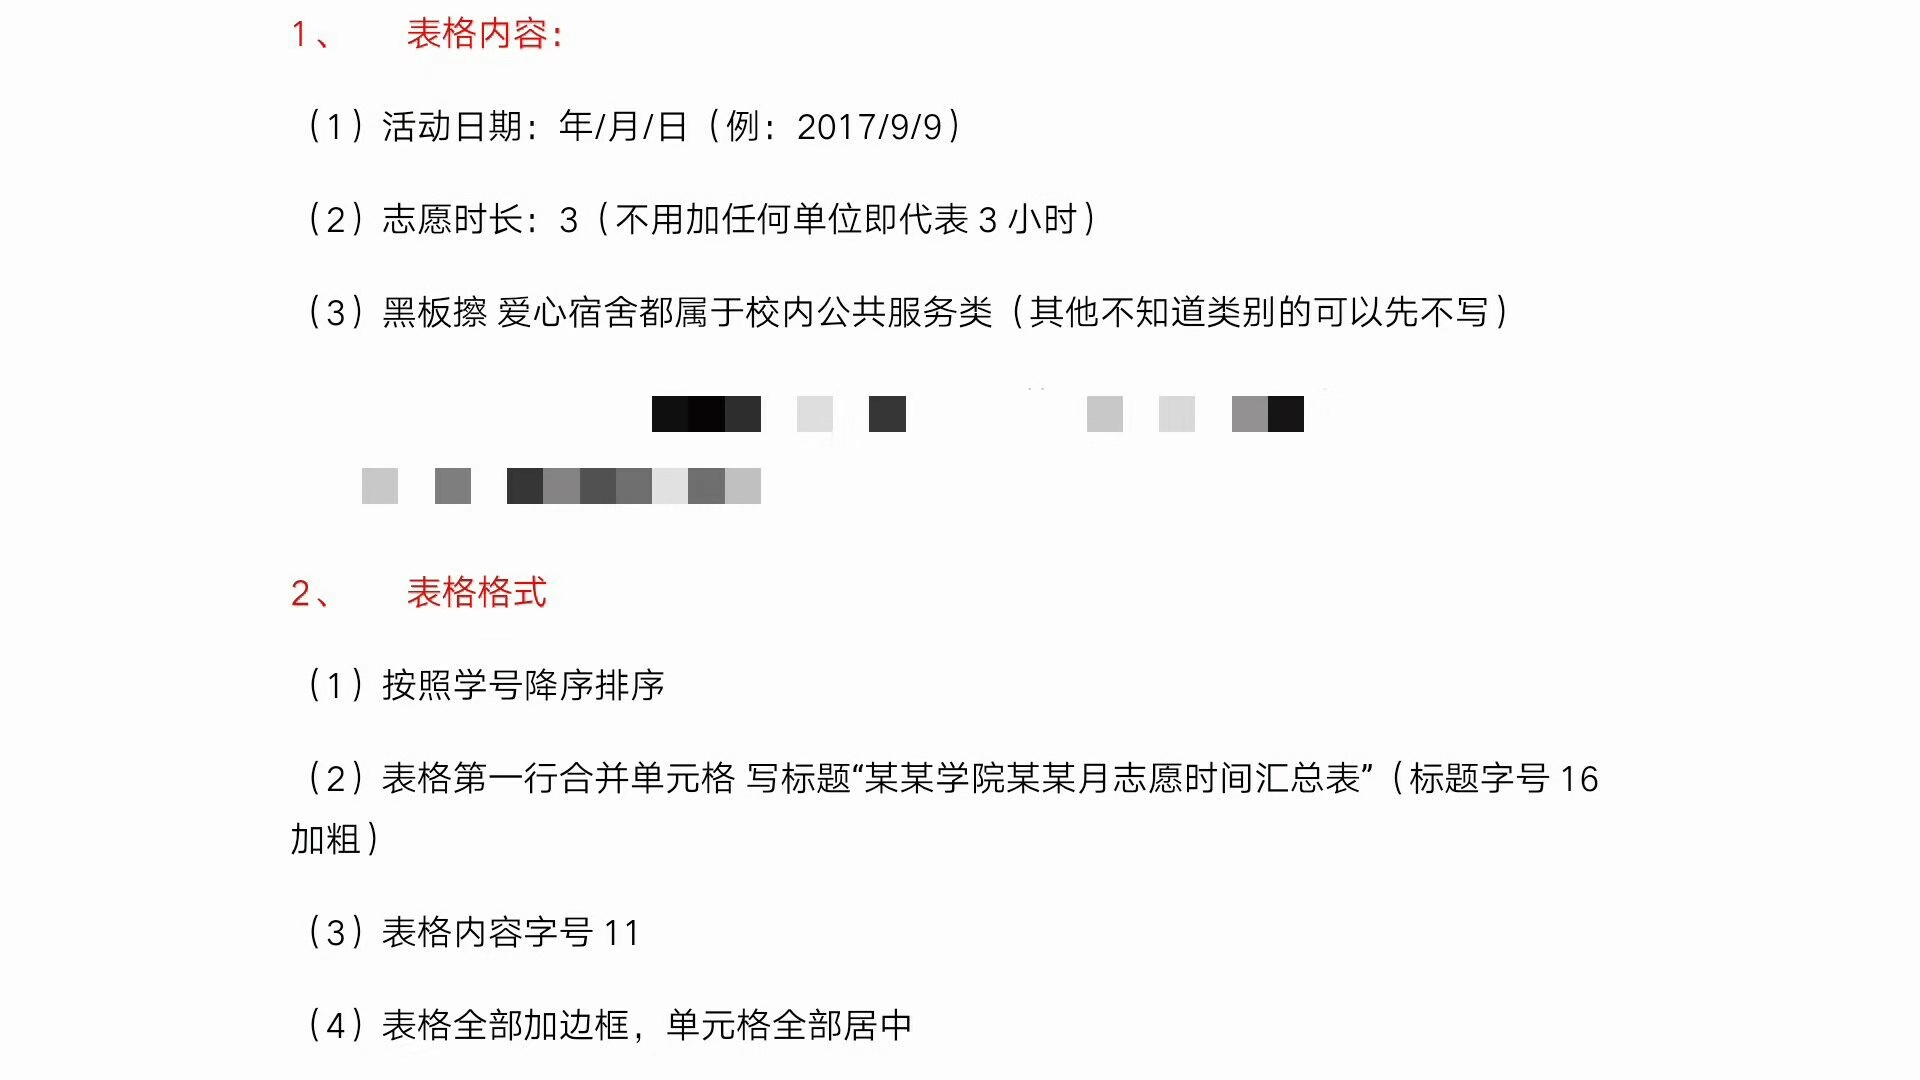 1、 表格内容：
（1）活动日期：年/月/日（例：2017/9/9）
（2）志愿时长：3（不用加任何单位即代表 3 小时）
（3）黑板擦 爱心宿舍都属于校内公共服务类（其他不知道类别的可以先不写）
2、 表格格式
（1）按照学号降序排序
（2）表格第一行合并单元格 写标题“某某学院某某月志愿时间汇总表”（标题字号 16
加粗）
（3）表格内容字号 11
（4）表格全部加边框，单元格全部居中